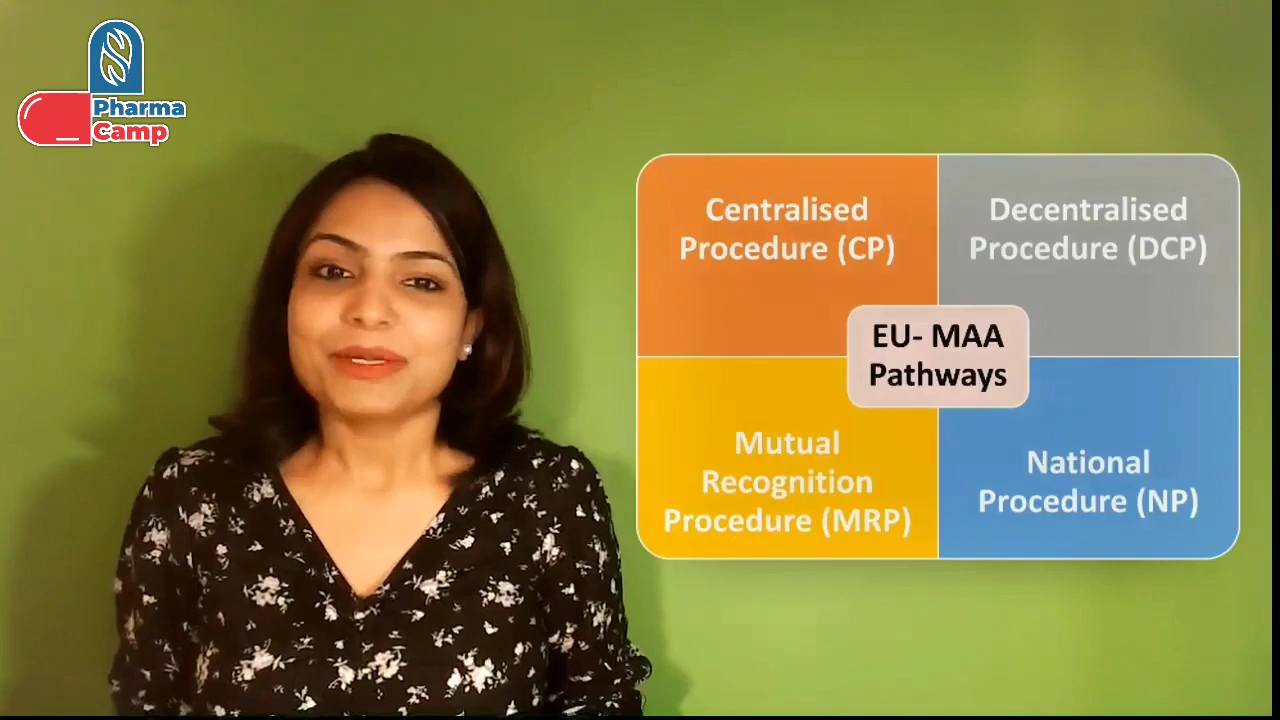 Pharma
Camp
Centralised
Procedure (CP)
Decentralised
Procedure (DCP)
EU- MAA
Pathways
Mutual
Recognition
Procedure (MRP)
National
Procedure (NP)